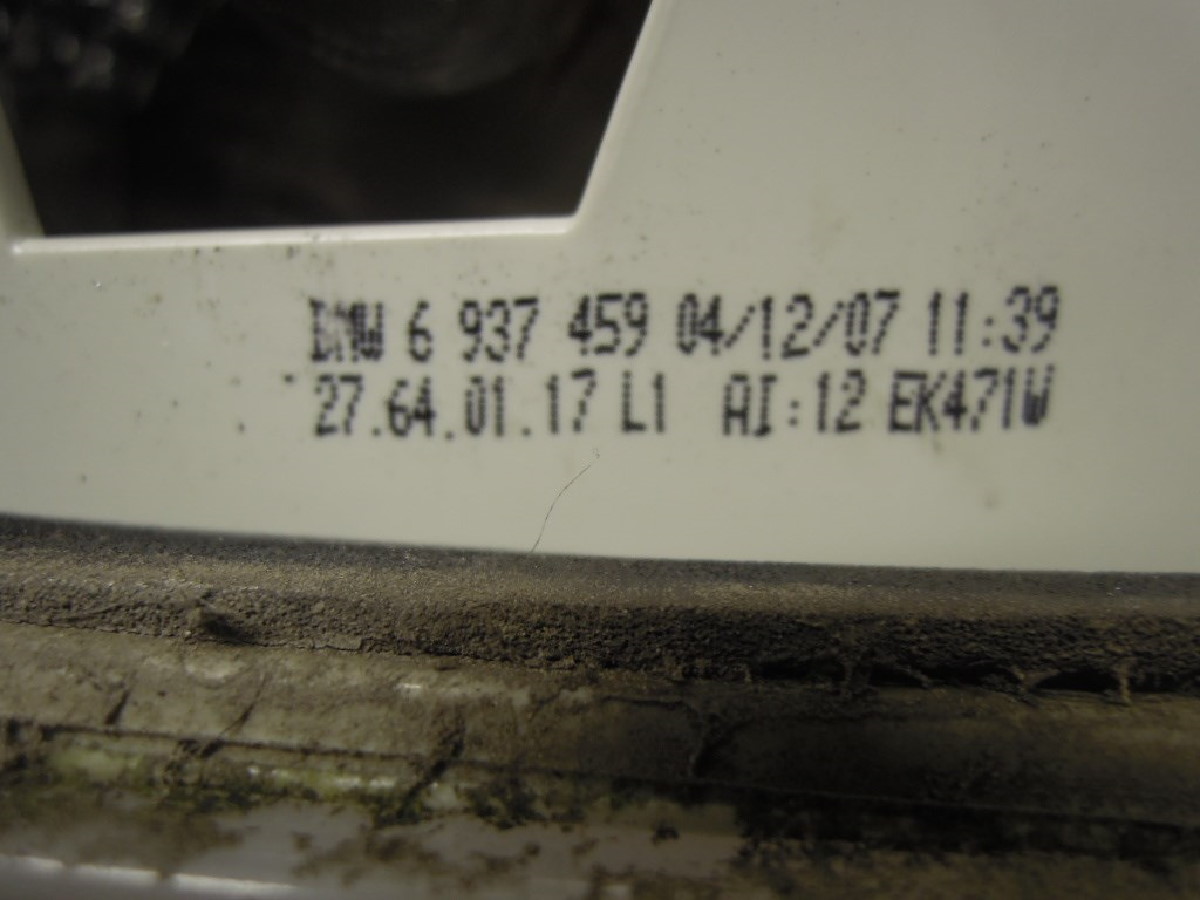 BMW 6 937 459 04/12/07 11:39
27.64.01.17 L1 AI:12 EK471W